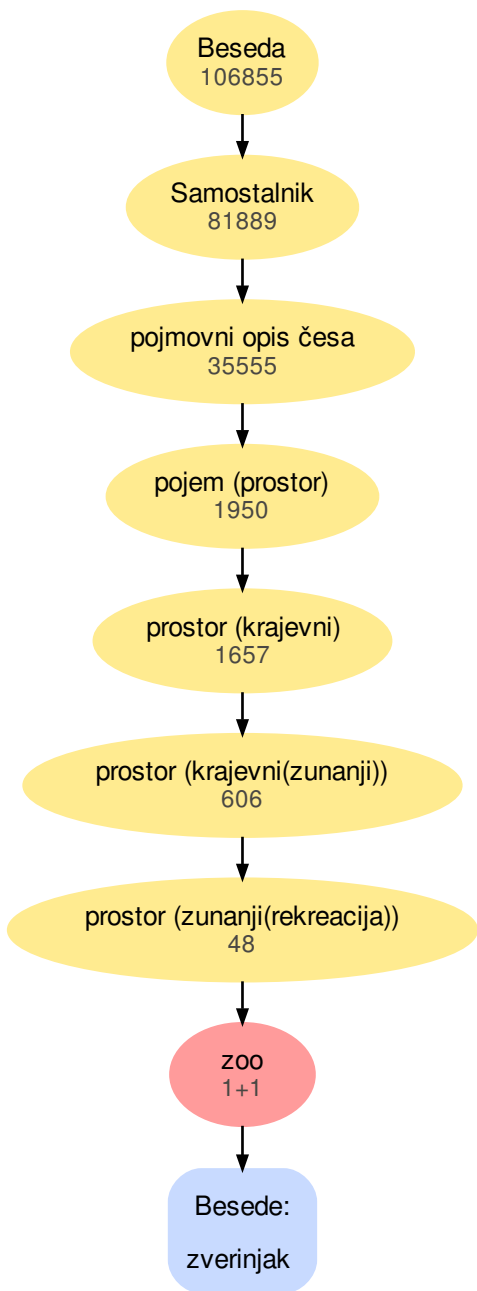 Beseda
106855
Samostalnik
81889
pojmovni opis česa
35555
pojem (prostor)
1950
prostor (krajevni)
1657
prostor (krajevni(zunanji))
606
prostor (zunanji(rekreacija))
48
zoo
1+1
Besede:
zverinjak